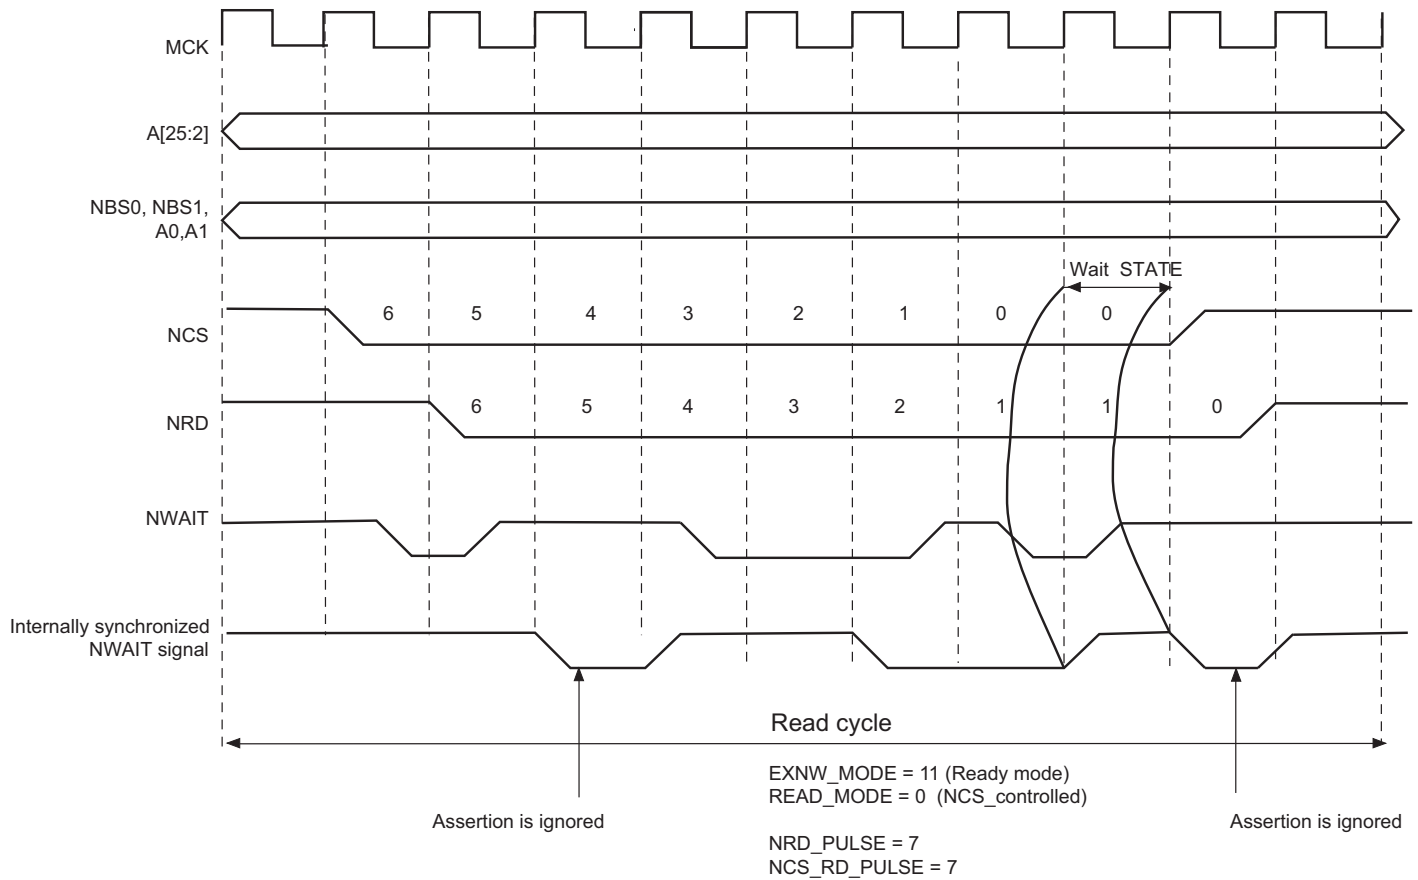 MCK
A[25:2]
NBS0, NBS1,
A0,A1
Wait STATE
NCS
6 5 4 3 2 1 0 0
NRD
6 5 4 3 2 1 1 0
NWAIT
Internally synchronized
NWAIT signal
Read cycle
EXNW_MODE = 11 (Ready mode)
READ_MODE = 0 (NCS_controlled)
Assertion is ignored
Assertion is ignored
NRD_PULSE = 7
NCS_RD_PULSE = 7